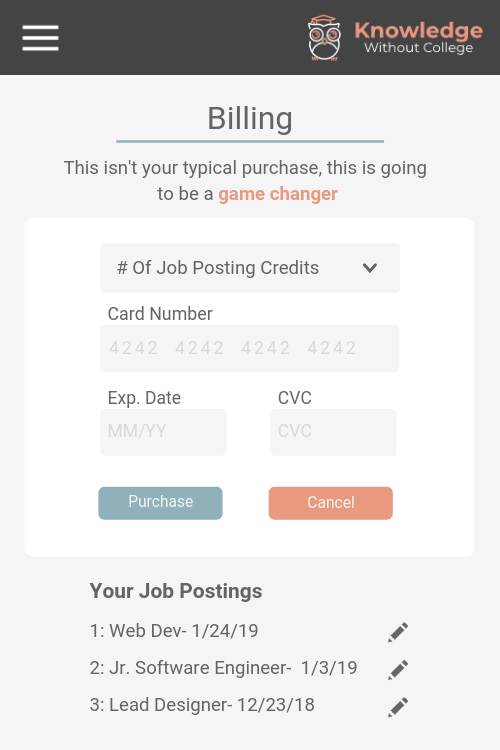 Knowledge
Without College
Billing
This isn't your typical purchase, this is going
to be a game changer
# Of Job Posting Credits
Card Number
4242 4242 4242 4242
Exp. Date CVC
MM/YY CVC
Purchase Cancel
Your Job Postings
1: Web Dev- 1/24/19
2: Jr. Software Engineer- 1/3/19
3: Lead Designer- 12/23/18